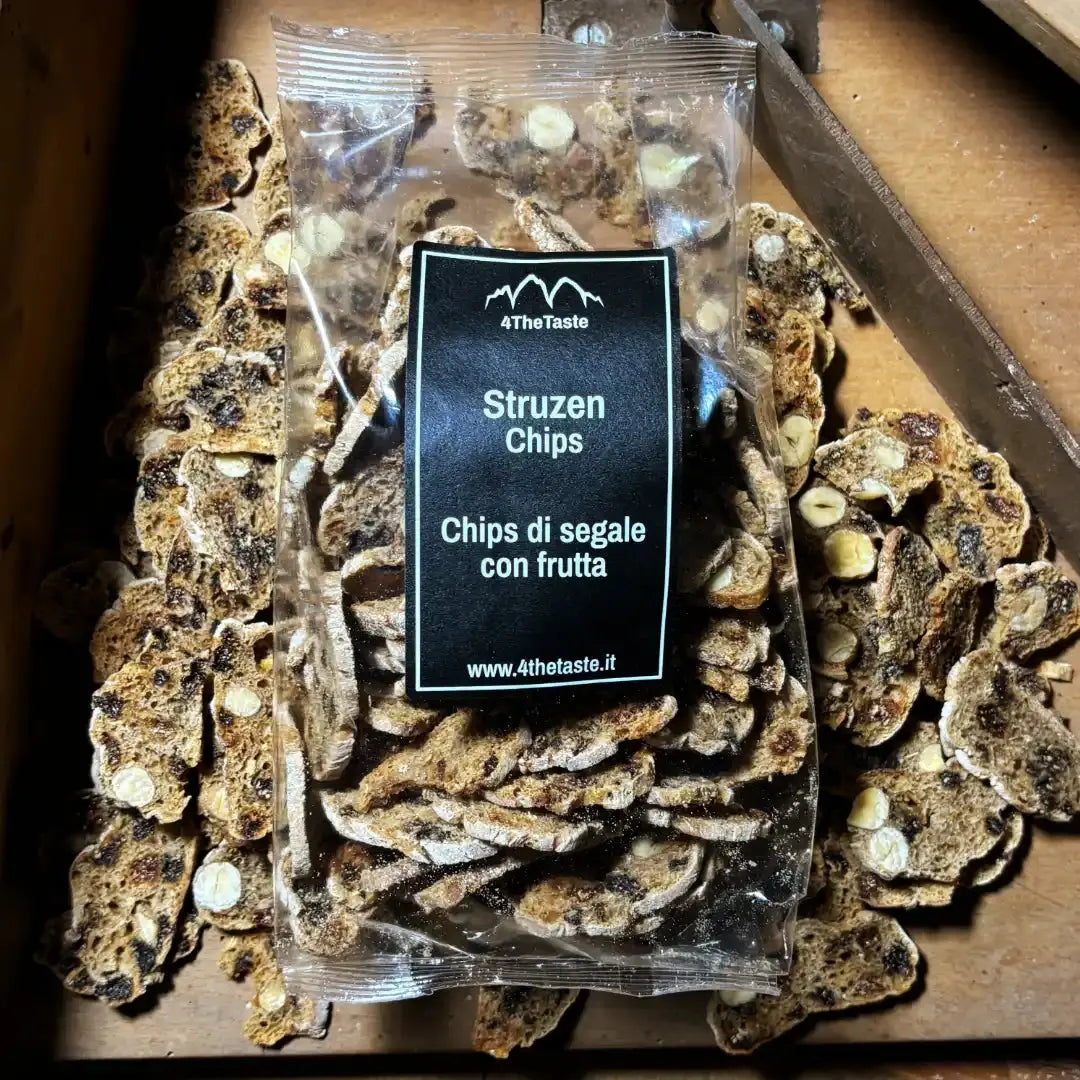 4TheTaste
Struzen
Chips
Chips di segale
con frutta
www.4thetaste.it